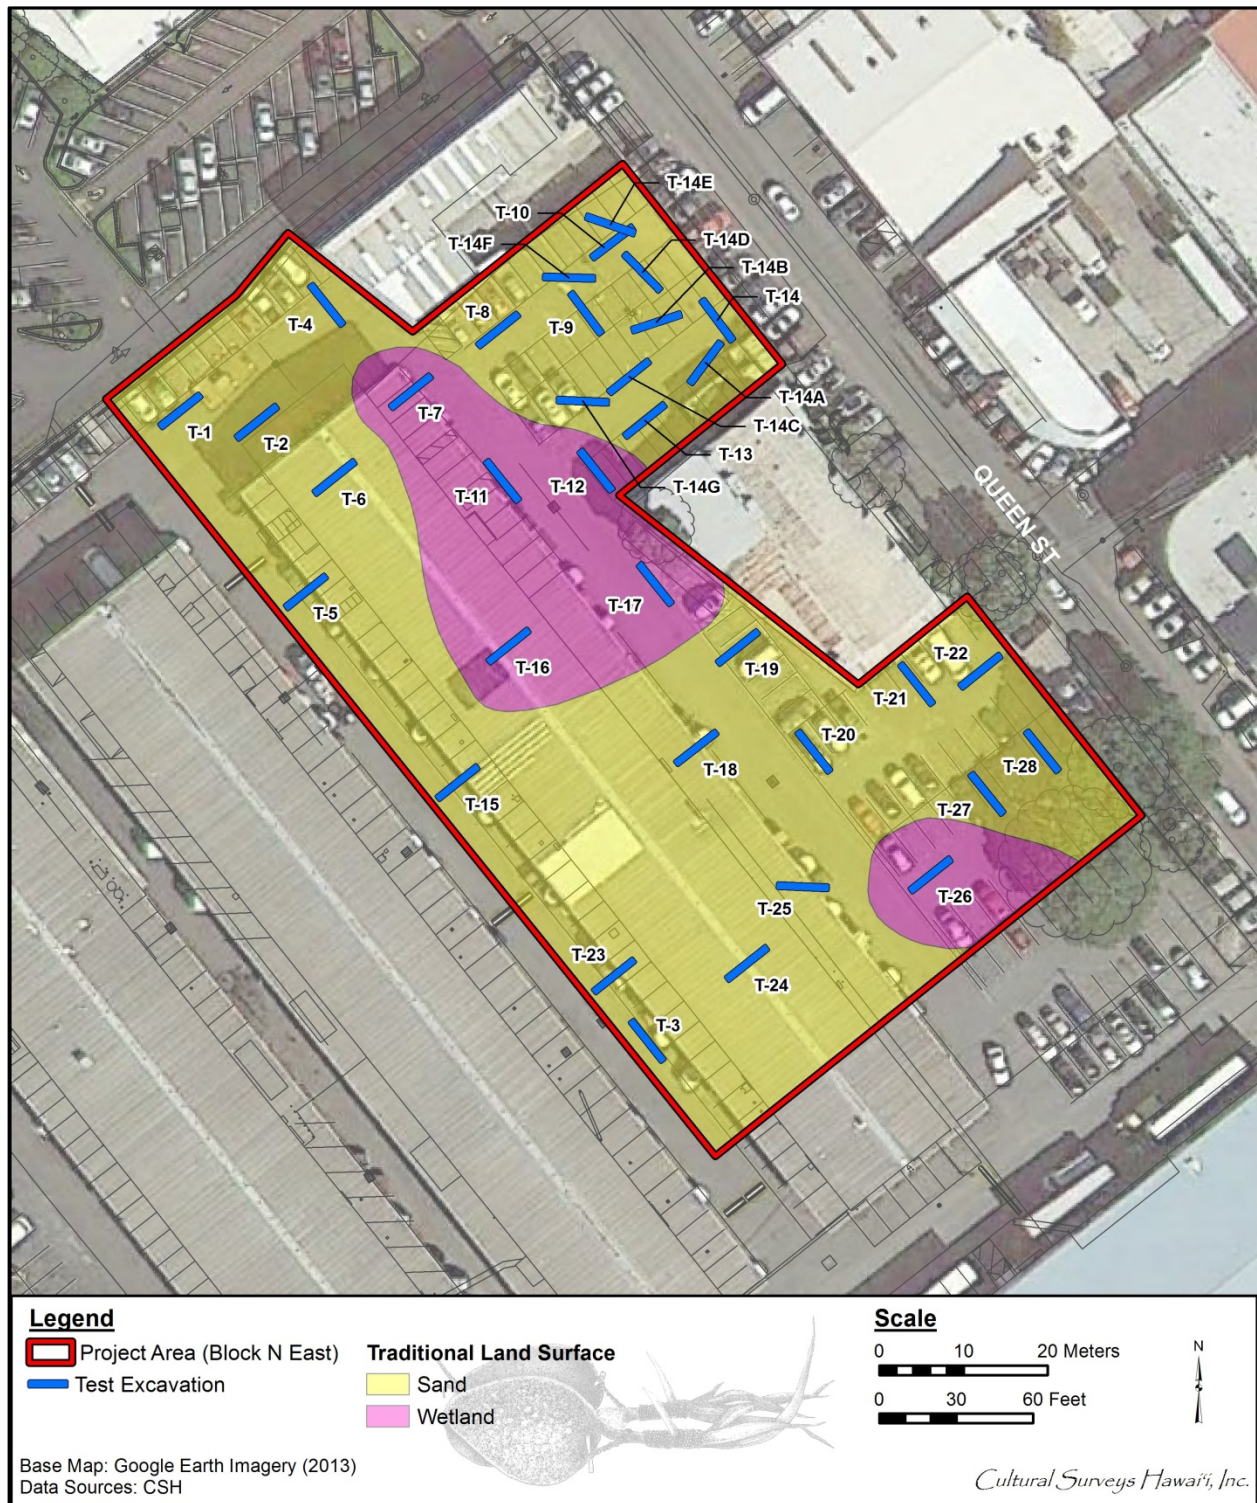 T-14E
T-10
T-14F
T-14D
T-14B
T-14
T-8
T-9
T-4
T-7
T-14A
T-14C
T-1
T-2
T-13
T-12
T-14G
T-11
T-6
QUEEN ST
T-5
T-17
T-16
T-19
T-22
T-21
T-20
T-18
T-28
T-15
T-27
T-26
T-25
T-23
T-24
T-3
Legend
Project Area (Block N East)
Test Excavation
Traditional Land Surface
Sand
Wetland
Scale
0 10 20 Meters
0 30 60 Feet
N
Base Map: Google Earth Imagery (2013)
Data Sources: CSH
Cultural Surveys Hawai‘i, Inc.